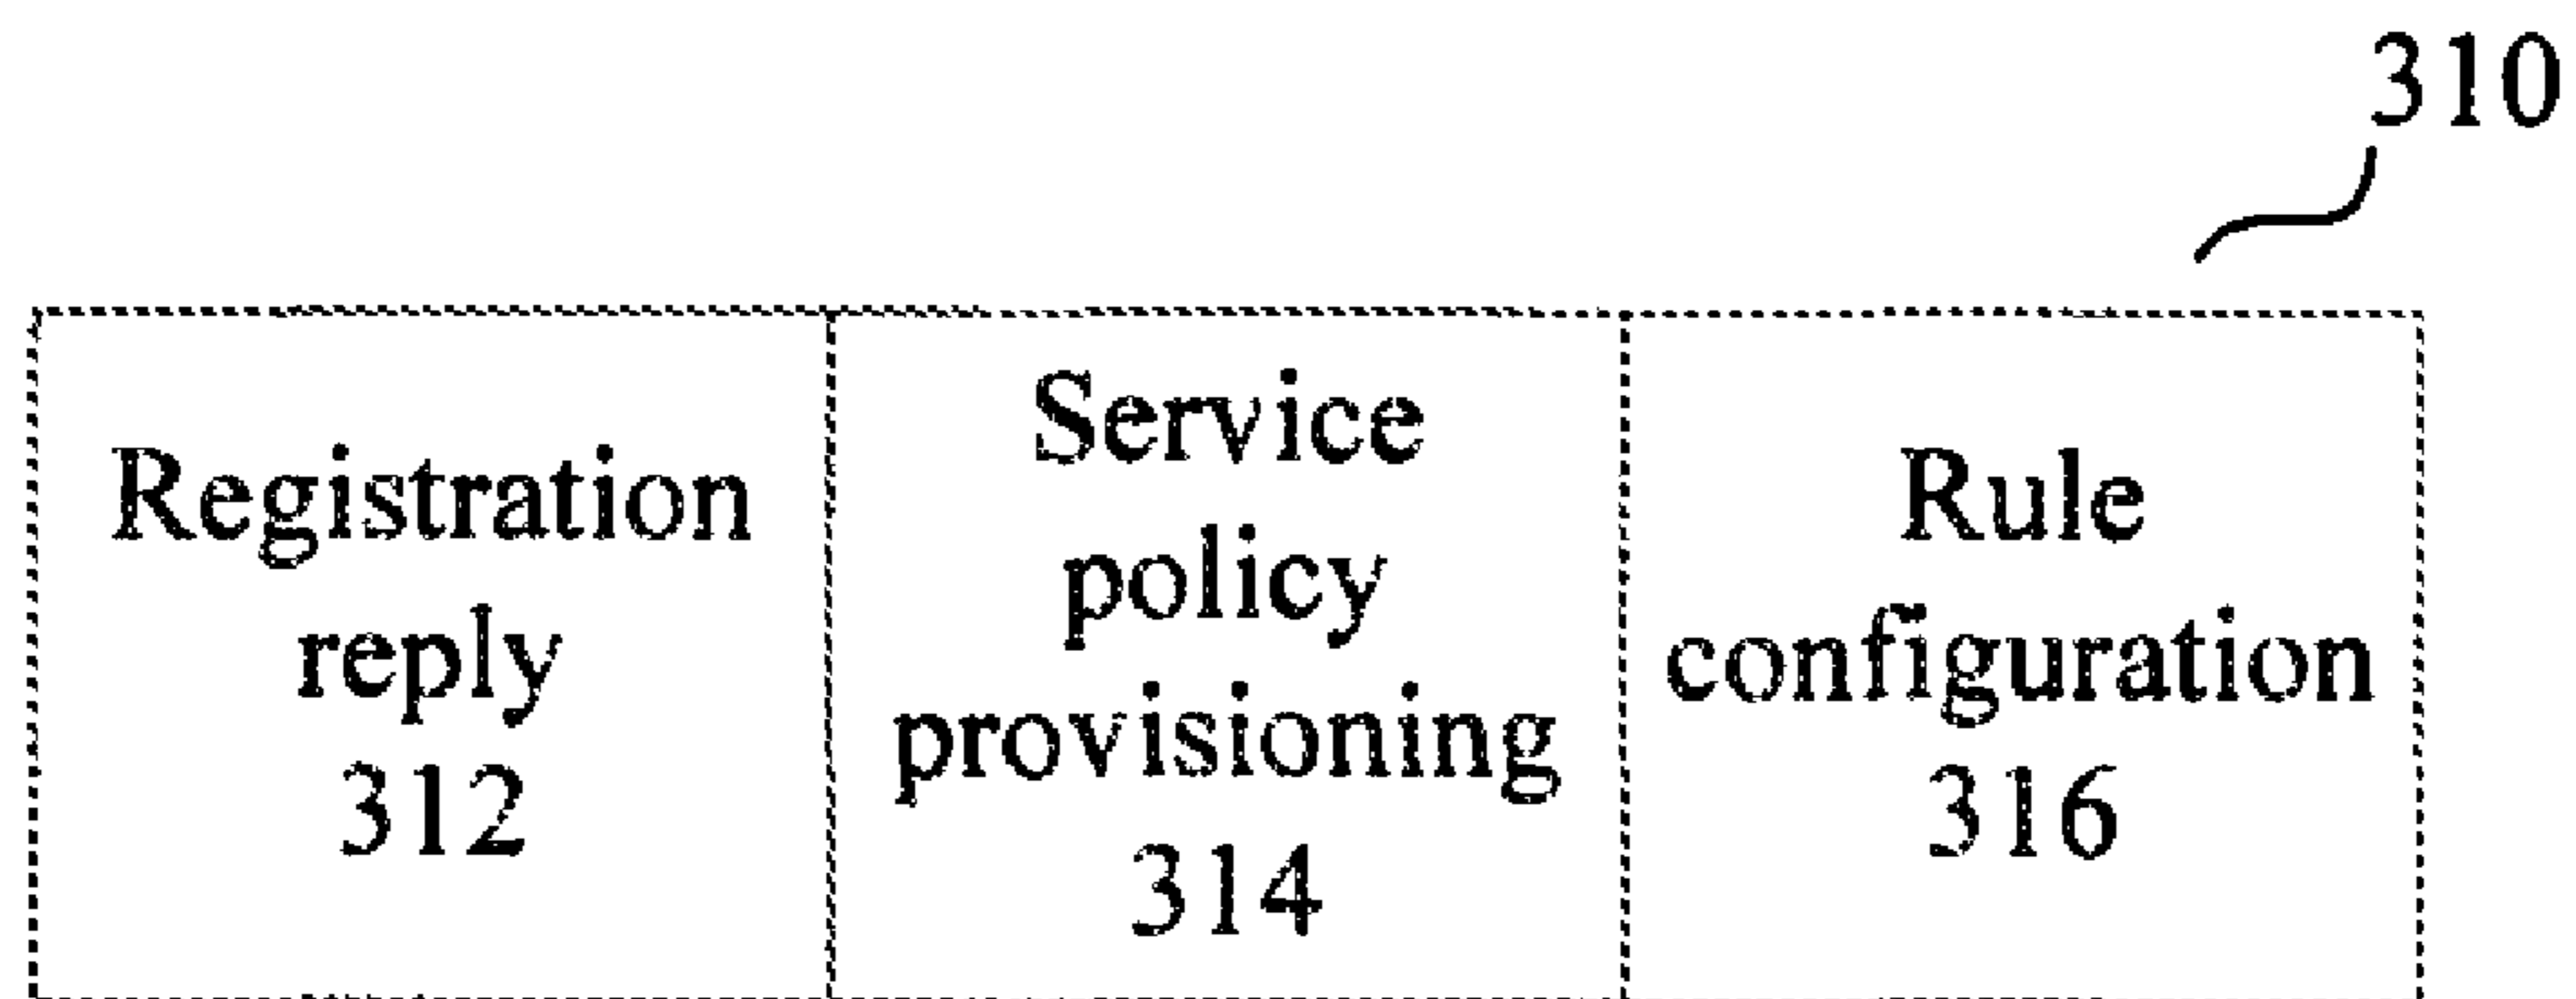 310
Registration
reply
312
Service
policy
provisioning
314
Rule
configuration
316